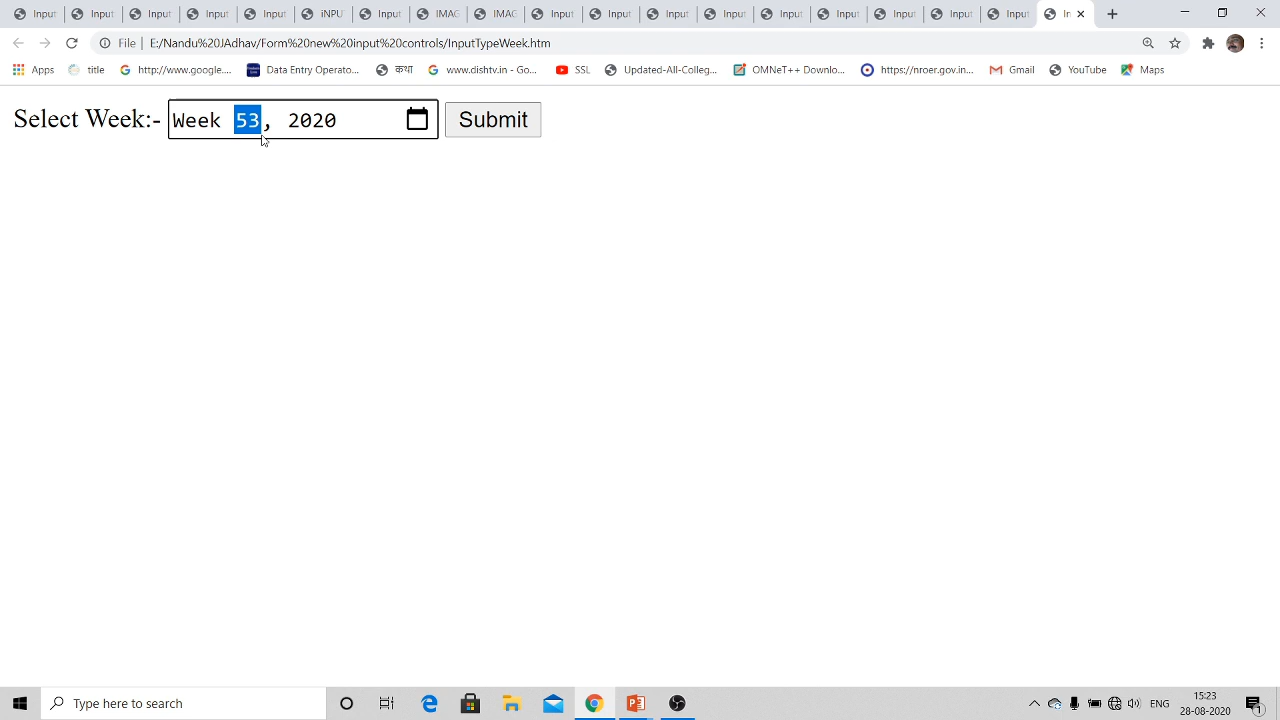 Input Input Input Input Input iNPU Input IMAG IMAG Input Input Input Input Input Input Input Input Input In
File E:/Nandu%20JAdhav/Form%20new%20input%20controls/InputTypeWeek.htm
Apps title http://www.google.... Data Entry Operato... कथा www.dishtv.in - Go... SSL Updated-All-Colleg... OMNeT++ Downlo... https://nroer.gov.in... Gmail YouTube Maps
Select Week:- Week 53, 2020 Submit
Type here to search ENG 15:23
28-08-2020 1